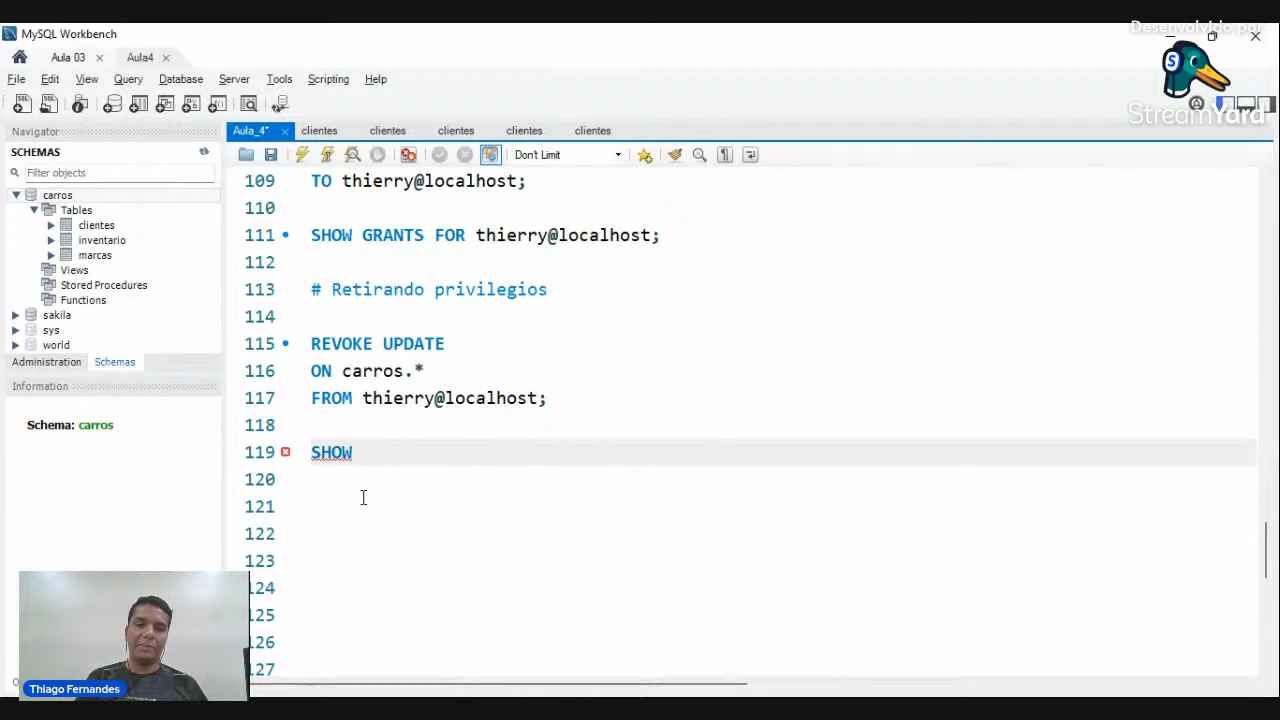 Desenvolvido por
StreamYard
MySQL Workbench
Aula 03
Aula4
File Edit View Query Database Server Tools Scripting Help
Navigator
SCHEMAS
Filter objects
carros
Tables
clientes
inventario
marcas
Views
Stored Procedures
Functions
sakila
sys
world
Administration Schemas
Information
Schema: carros
Aula_4* clientes clientes clientes clientes clientes
Don't Limit
109 TO thierry@localhost;
110
111 SHOW GRANTS FOR thierry@localhost;
112
113 # Retirando privilegios
114
115 REVOKE UPDATE
116 ON carros.*
117 FROM thierry@localhost;
118
119 SHOW
120
121
122
123
124
125
126
127
Thiago Fernandes